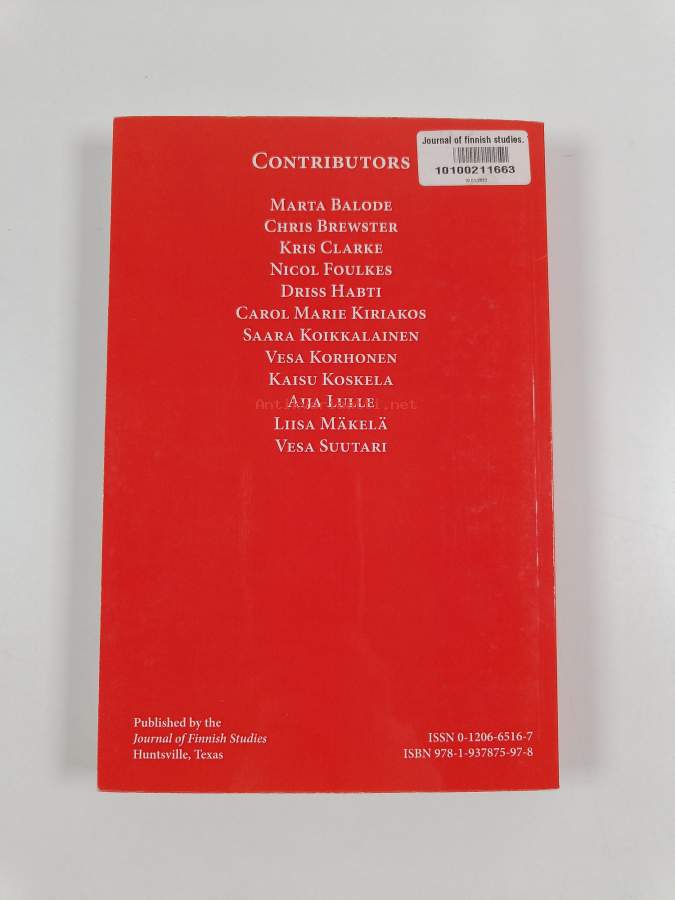 Journal of finnish studies.
10100211663
CONTRIBUTORS
MARTA BALODE
CHRIS BREWSTER
KRIS CLARKE
NICOL FOULKES
DRISS HABTI
CAROL MARIE KIRIAKOS
SAARA KOIKKALAINEN
VESA KORHONEN
KAISU KOSKELA
AIJA LULLE
LIISA MÄKELÄ
VESA SUUTARI
Published by the
Journal of Finnish Studies
Huntsville, Texas
ISSN 0-1206-6516-7
ISBN 978-1-937875-97-8